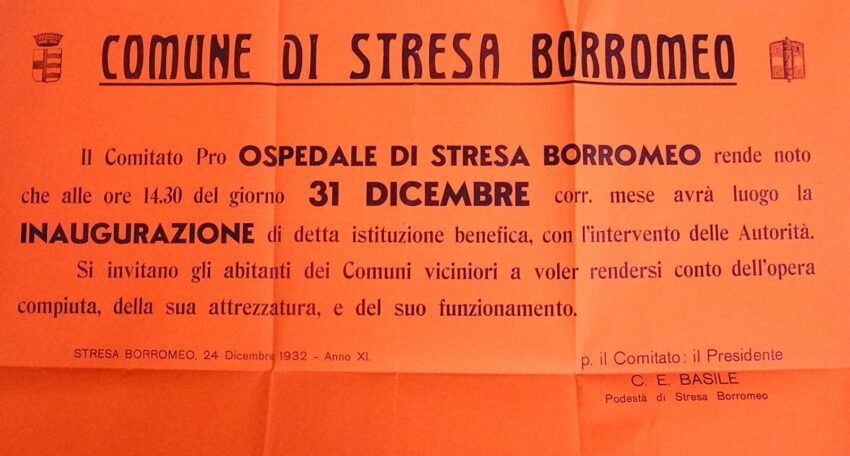 COMUNE DI STRESA BORROMEO
Il Comitato Pro OSPEDALE DI STRESA BORROMEO rende noto
che alle ore 14.30 del giorno 31 DICEMBRE corr. mese avrà luogo la
INAUGURAZIONE di detta istituzione benefica, con l'intervento delle Autorità.
Si invitano gli abitanti dei Comuni viciniori a voler rendersi conto dell'opera
compiuta, della sua attrezzatura, e del suo funzionamento.
STRESA BORROMEO, 24 Dicembre 1932 - Anno XI.
p. il Comitato: il Presidente
C. E. BASILE
Podestà di Stresa Borromeo